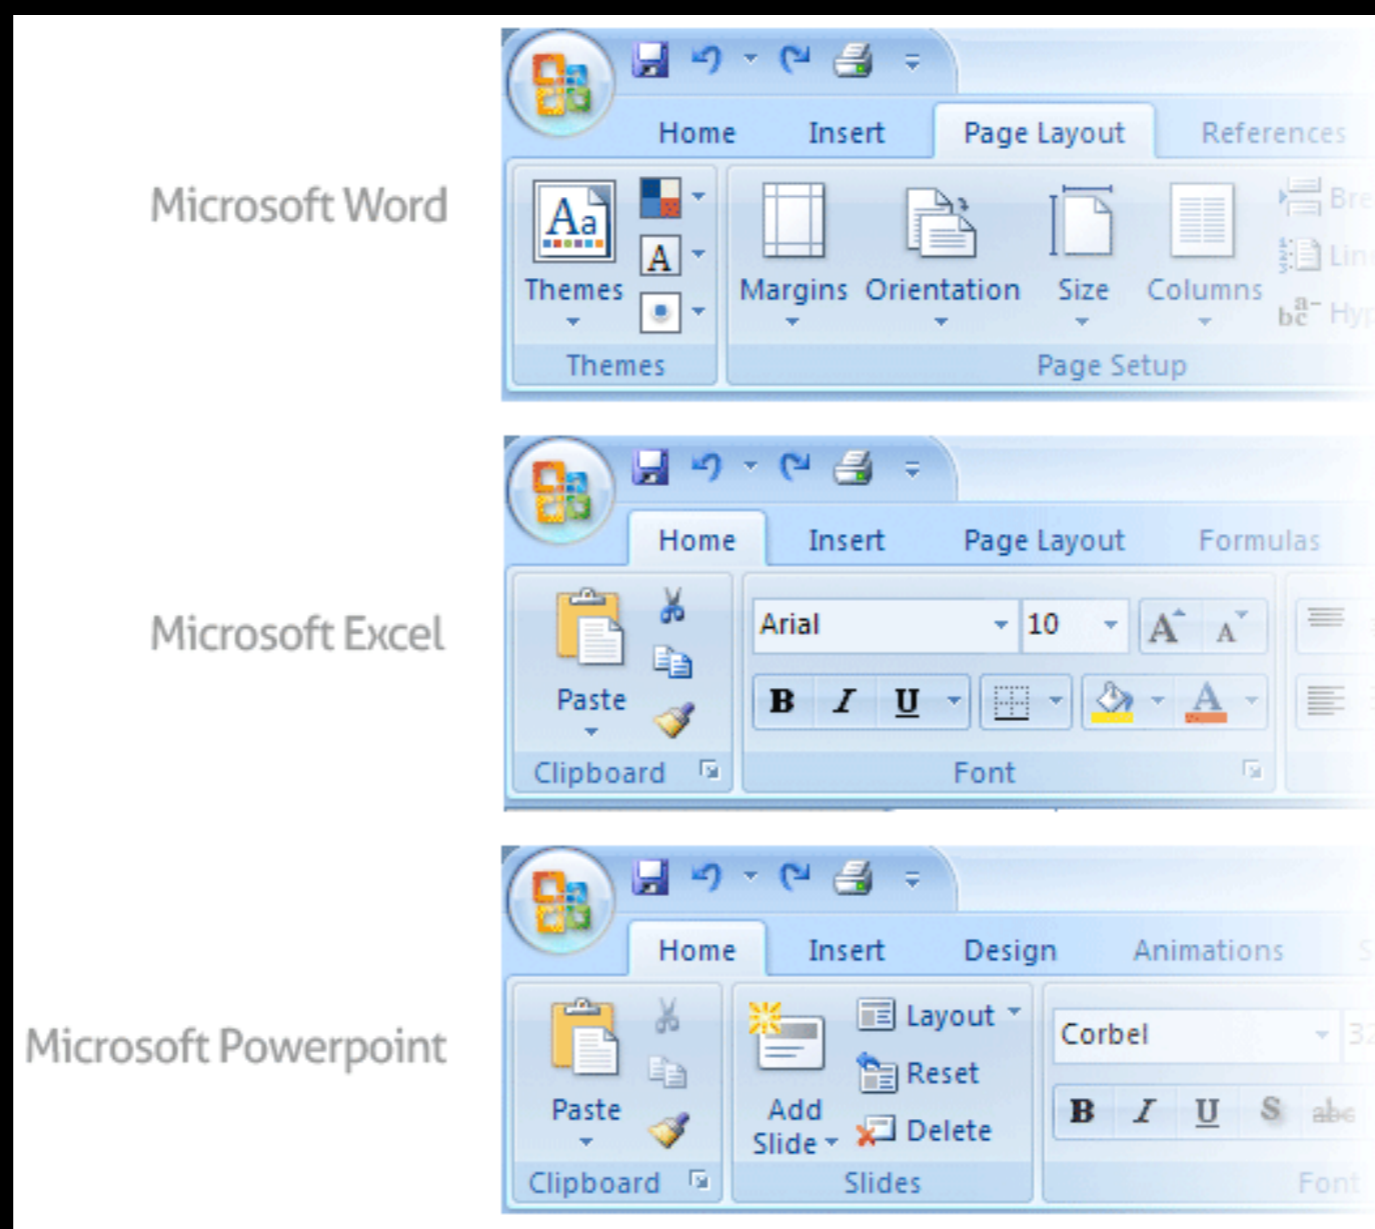 Microsoft Word
Home Insert Page Layout References
Themes Margins Orientation Size Columns
Themes Page Setup
Microsoft Excel
Home Insert Page Layout Formulas
Arial 10 A A
Paste B I U A
Clipboard Font
Microsoft Powerpoint
Home Insert Design Animations
Layout
Corbel 32
Reset
Paste Add Slide Delete B I U S abc
Clipboard Slides Font